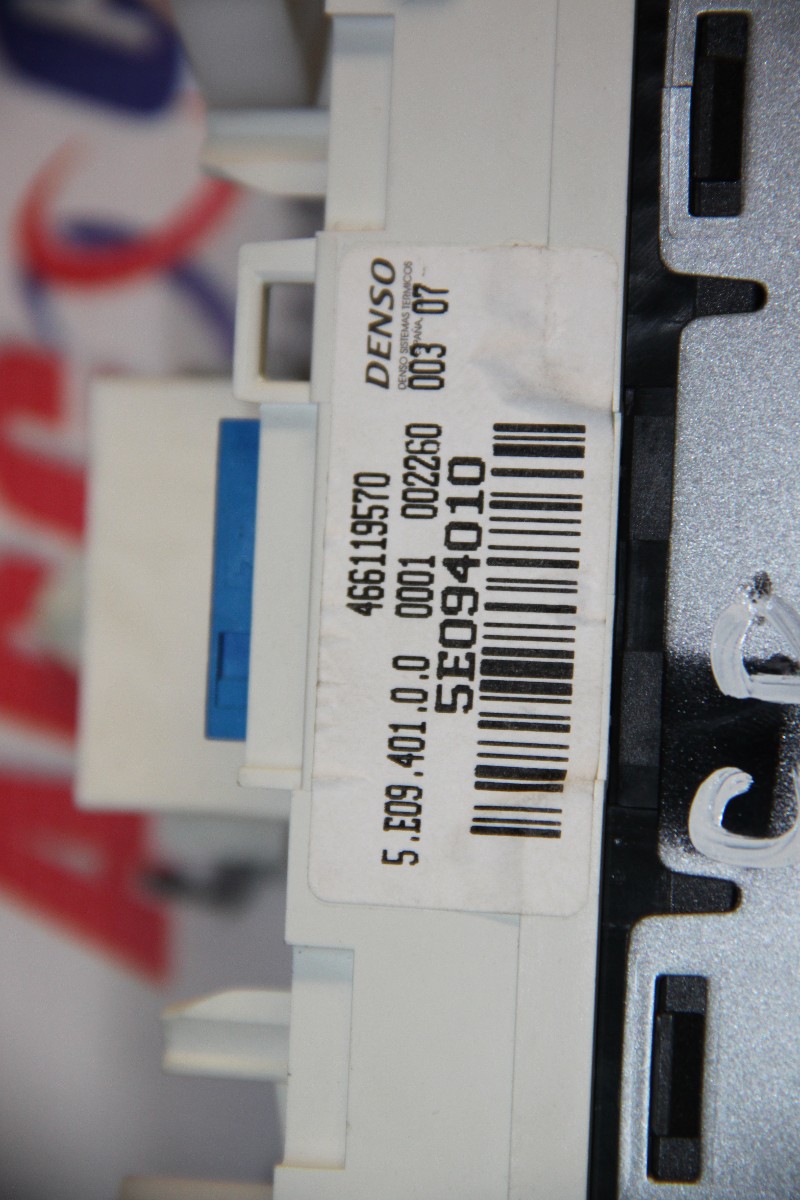 DENSO
DENSO SISTEMAS TERMICOS
466119570
5.E09.401.0.0 0001 002260 003 07
5E094010